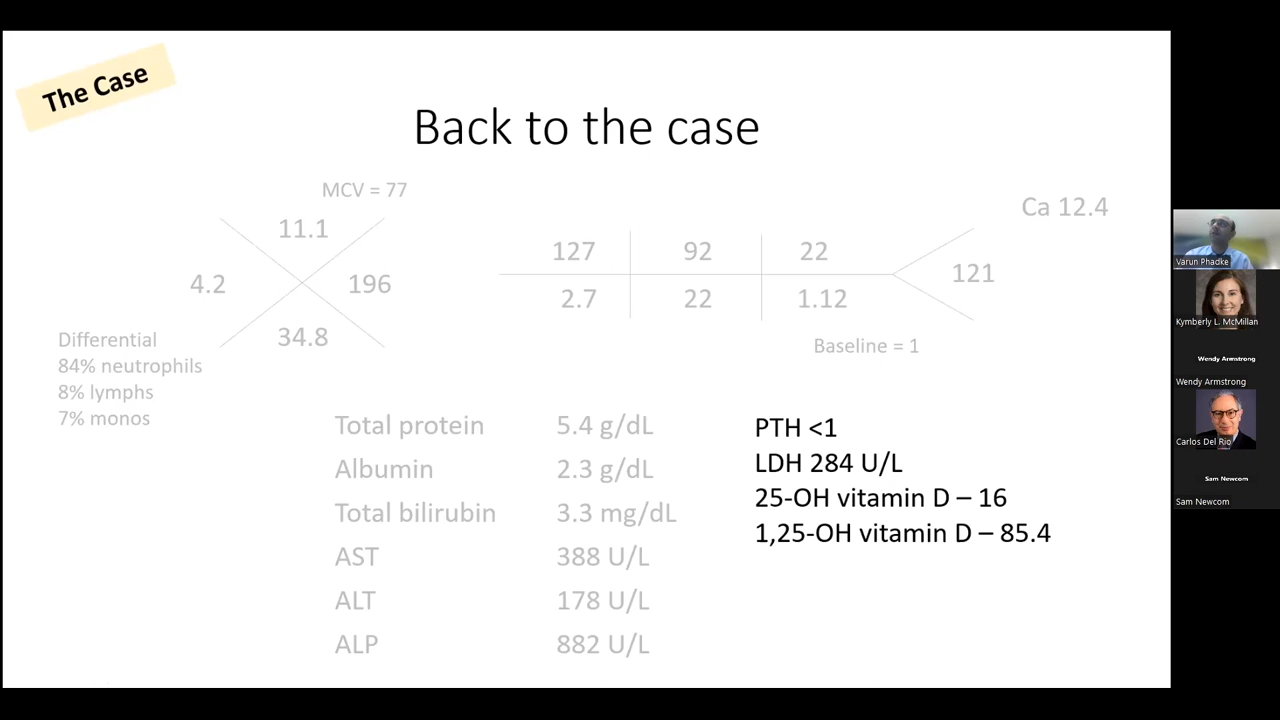 The Case
Back to the case
MCV = 77
11.1
4.2
196
34.8
Differential
84% neutrophils
8% lymphs
7% monos
127 92 22
121
2.7 22 1.12
Baseline = 1
Ca 12.4
Total protein 5.4 g/dL
Albumin 2.3 g/dL
Total bilirubin 3.3 mg/dL
AST 388 U/L
ALT 178 U/L
ALP 882 U/L
PTH <1
LDH 284 U/L
25-OH vitamin D – 16
1,25-OH vitamin D – 85.4
Varun Phadke
Kymberly L. McMillan
Wendy Armstrong
Wendy Armstrong
Carlos Del Rio
Sam Newcom
Sam Newcom